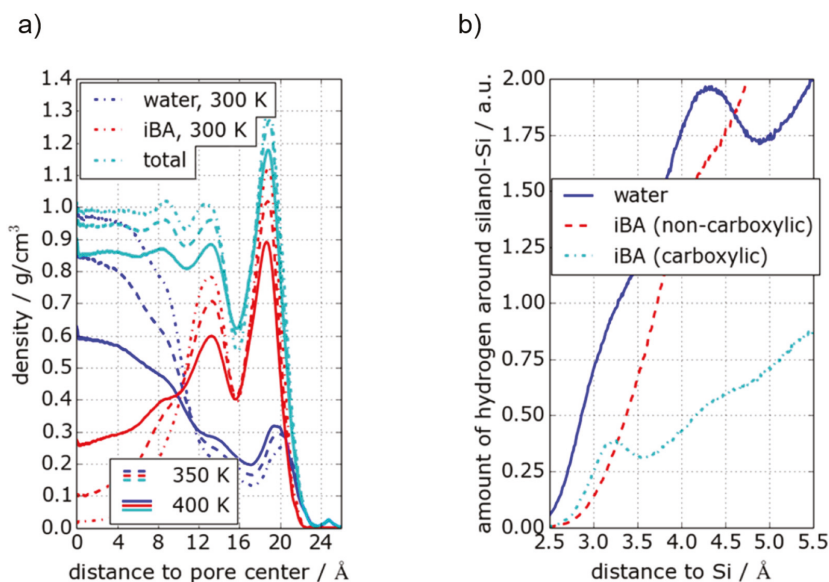 a)
density / g/cm³
1.4
1.3
1.2
1.1
1.0
0.9
0.8
0.7
0.6
0.5
0.4
0.3
0.2
0.1
0.0
water, 300 K
iBA, 300 K
total
350 K
400 K
0 4 8 12 16 20 24
distance to pore center / Å
b)
amount of hydrogen around silanol-Si / a.u.
2.00
1.75
1.50
1.25
1.00
0.75
0.50
0.25
0.00
water
iBA (non-carboxylic)
iBA (carboxylic)
2.5 3.0 3.5 4.0 4.5 5.0 5.5
distance to Si / Å